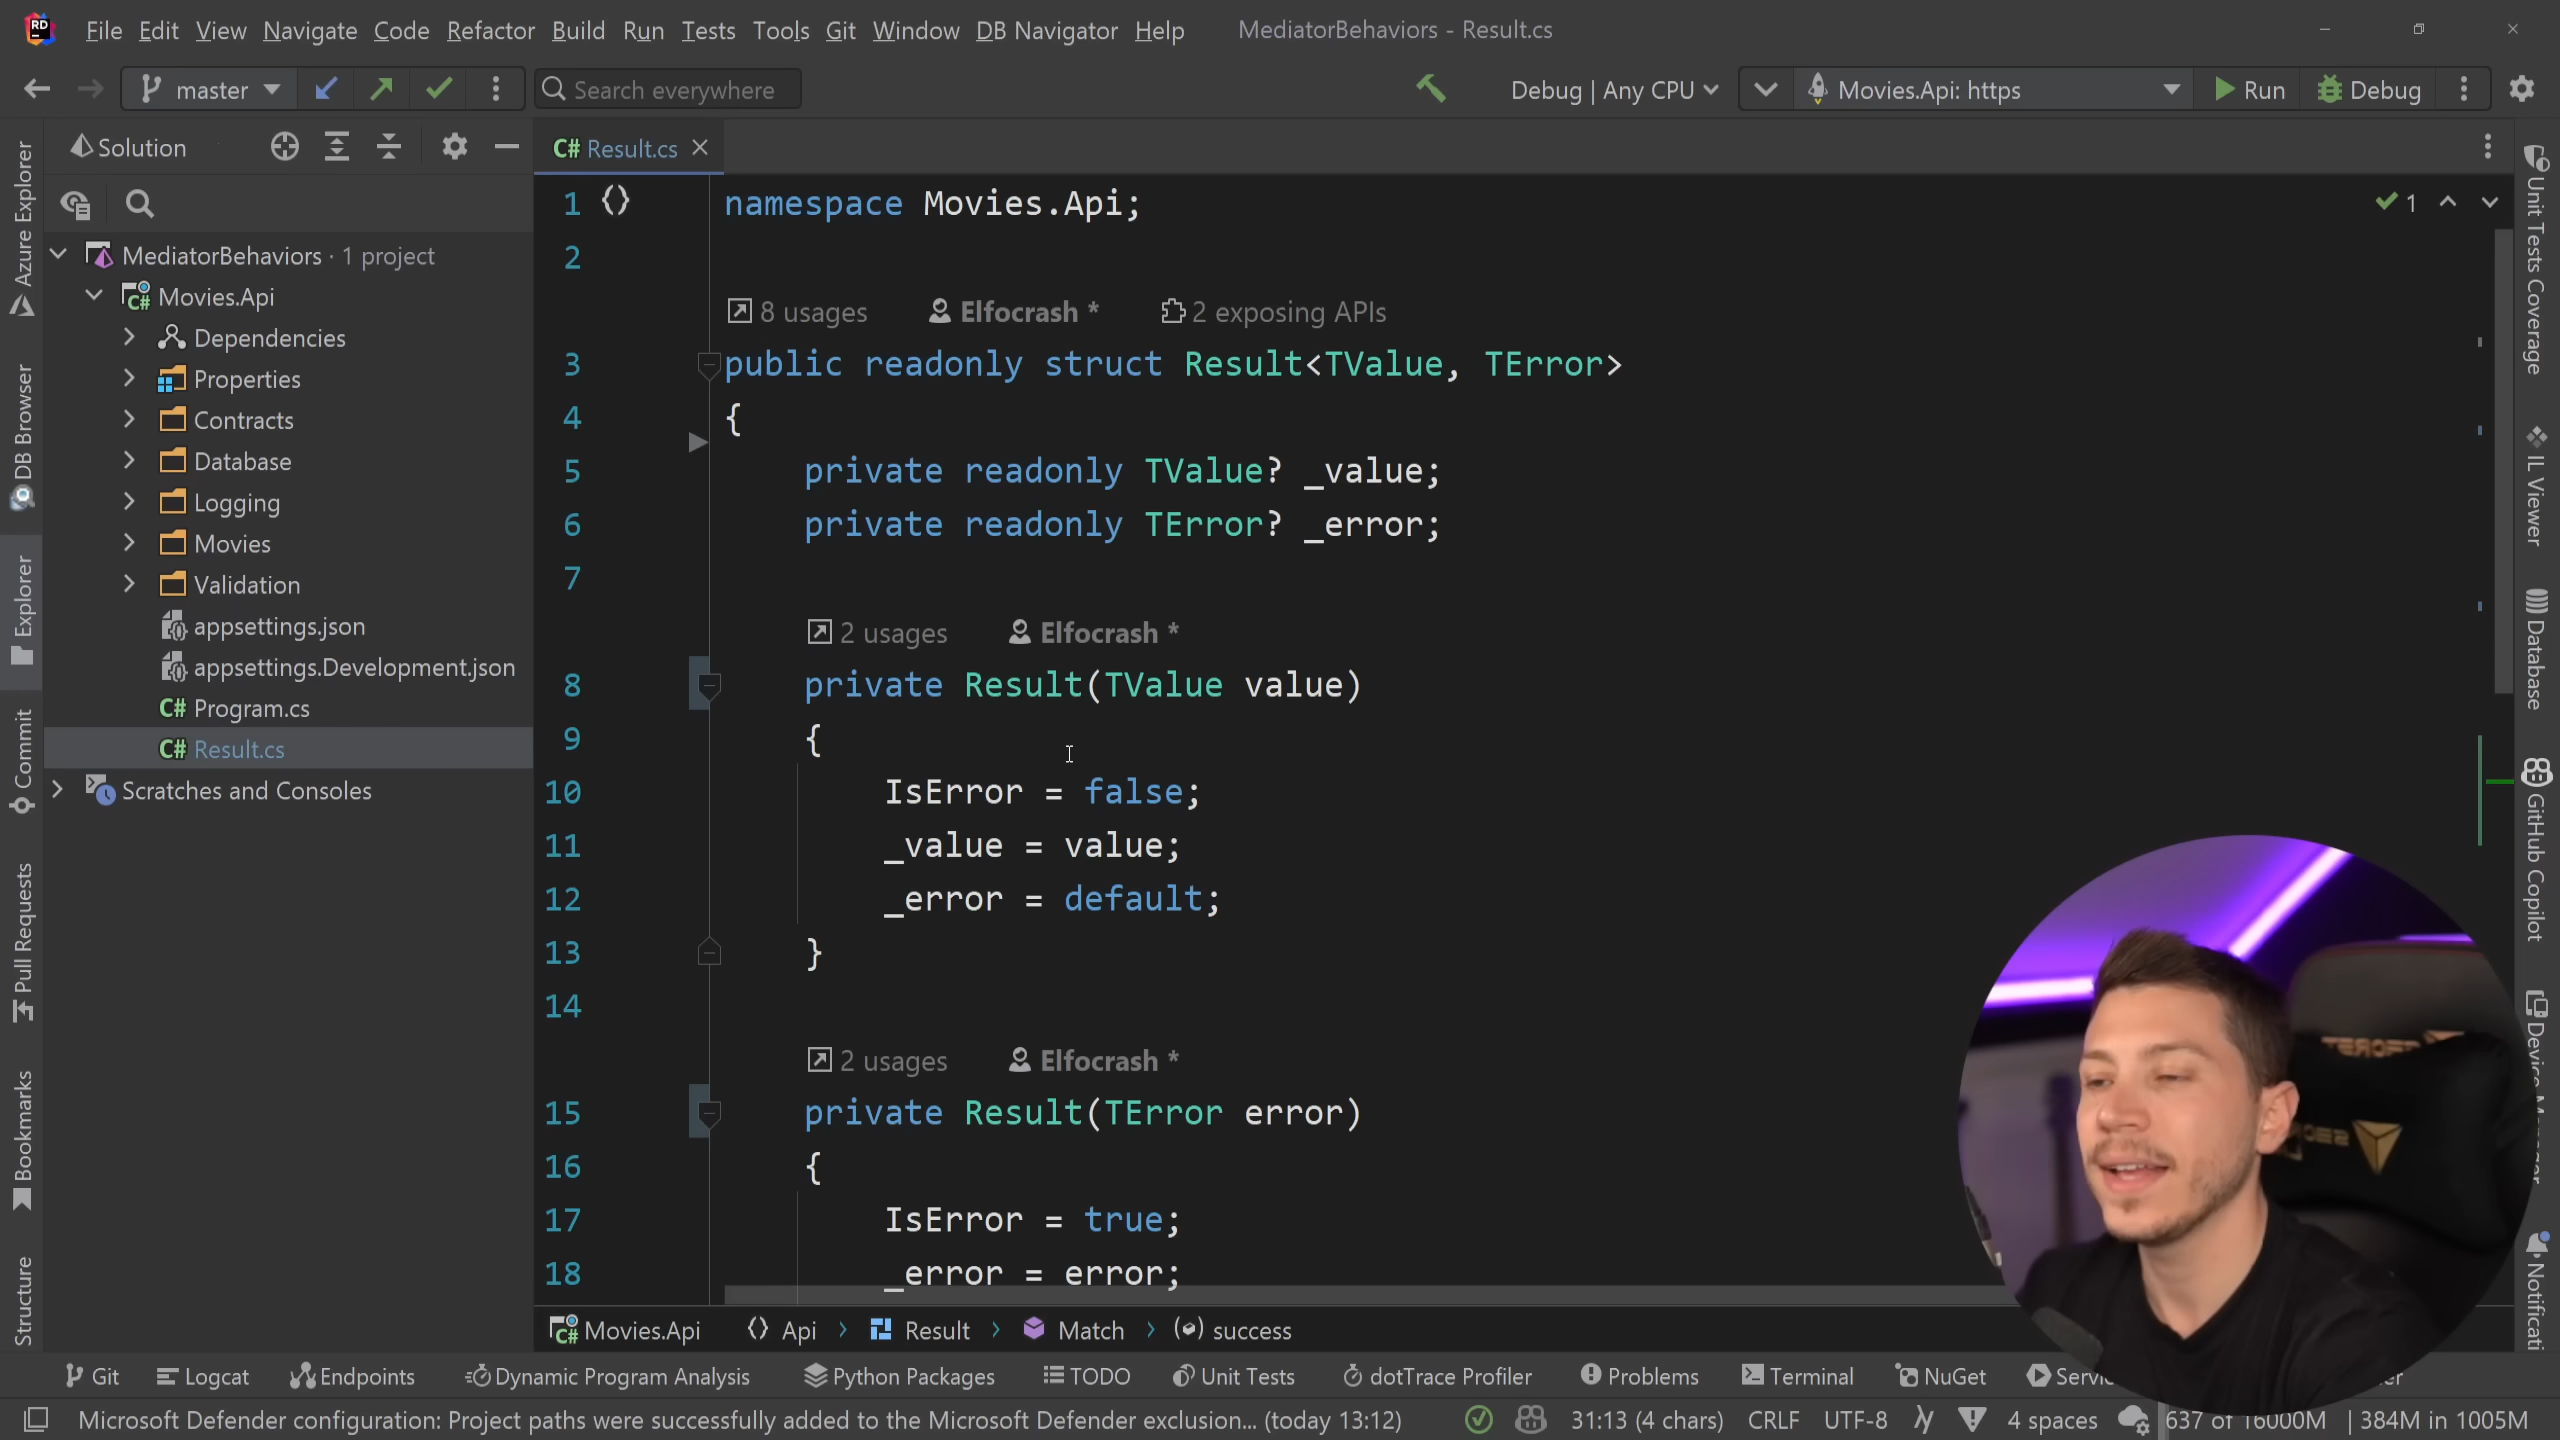 File Edit View Navigate Code Refactor Build Run Tests Tools Git Window DB Navigator Help MediatorBehaviors - Result.cs
master Search everywhere Debug | Any CPU Movies.Api: https Run Debug
Solution
C# Result.cs
Azure Explorer
DB Browser
Explorer
Commit
Pull Requests
Bookmarks
Structure
MediatorBehaviors · 1 project
Movies.Api
Dependencies
Properties
Contracts
Database
Logging
Movies
Validation
appsettings.json
appsettings.Development.json
C# Program.cs
C# Result.cs
Scratches and Consoles
1 namespace Movies.Api;
2
8 usages Elfocrash * 2 exposing APIs
3 public readonly struct Result<TValue, TError>
4 {
5 private readonly TValue? _value;
6 private readonly TError? _error;
7
2 usages Elfocrash *
8 private Result(TValue value)
9 {
10 IsError = false;
11 _value = value;
12 _error = default;
13 }
14
2 usages Elfocrash *
15 private Result(TError error)
16 {
17 IsError = true;
18 _error = error;
1
Unit Tests Coverage
IL Viewer
Database
GitHub Copilot
Notificati
Movies.Api Api Result Match success
Git Logcat Endpoints Dynamic Program Analysis Python Packages TODO Unit Tests dotTrace Profiler Problems Terminal NuGet
Microsoft Defender configuration: Project paths were successfully added to the Microsoft Defender exclusion... (today 13:12) 31:13 (4 chars) CRLF UTF-8 4 spaces 637 of 16000M | 384M in 1005M